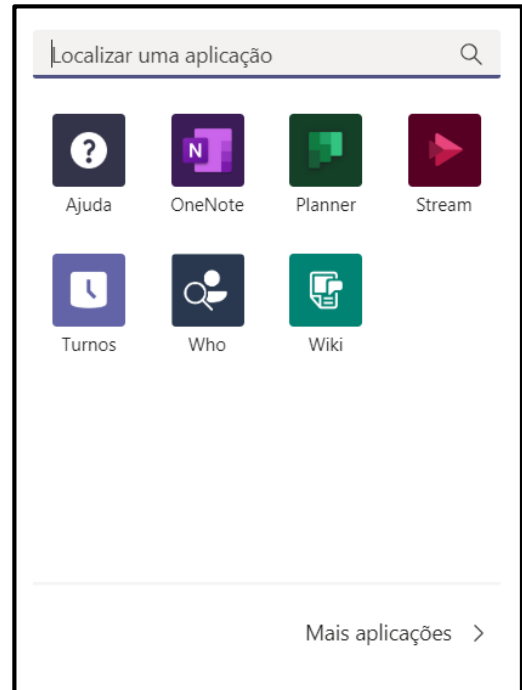 Localizar uma aplicação
Ajuda OneNote Planner Stream
Turnos Who Wiki
Mais aplicações